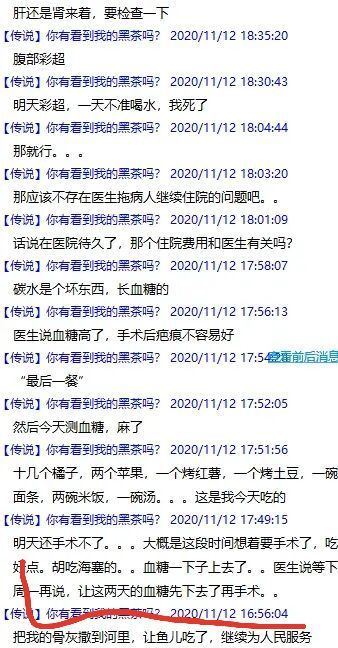 肝还是肾来着，要检查一下
【传说】你有看到我的黑茶吗? 2020/11/12 18:35:20
腹部彩超
【传说】你有看到我的黑茶吗? 2020/11/12 18:30:43
明天彩超，一天不准喝水，我死了
【传说】你有看到我的黑茶吗? 2020/11/12 18:04:44
那就行。。。
【传说】你有看到我的黑茶吗? 2020/11/12 18:03:20
那应该不存在医生拖病人继续住院的问题吧。。
【传说】你有看到我的黑茶吗? 2020/11/12 18:01:09
话说在医院待久了，那个住院费用和医生有关吗?
【传说】你有看到我的黑茶吗? 2020/11/12 17:58:07
碳水是个坏东西，长血糖的
【传说】你有看到我的黑茶吗? 2020/11/12 17:56:13
医生说血糖高了，手术后疤痕不容易好
【传说】你有看到我的黑茶吗? 2020/11/12 查看前后消息
“最后一餐”
【传说】你有看到我的黑茶吗? 2020/11/12 17:52:05
然后今天测血糖，麻了
【传说】你有看到我的黑茶吗? 2020/11/12 17:51:56
十几个橘子，两个苹果，一个烤红薯，一个烤土豆，一碗
面条，两碗米饭，一碗汤。。。这是我今天吃的
【传说】你有看到我的黑茶吗? 2020/11/12 17:49:15
明天还手术不了。。。大概是这段时间想着要手术了，吃
好点。胡吃海塞的。。。血糖一下子上去了。。医生说等下
周一再说，让这两天的血糖先下去了再手术。。
【传说】你有看到我的黑茶吗? 2020/11/12 16:56:04
把我的骨灰撒到河里，让鱼儿吃了，继续为人民服务